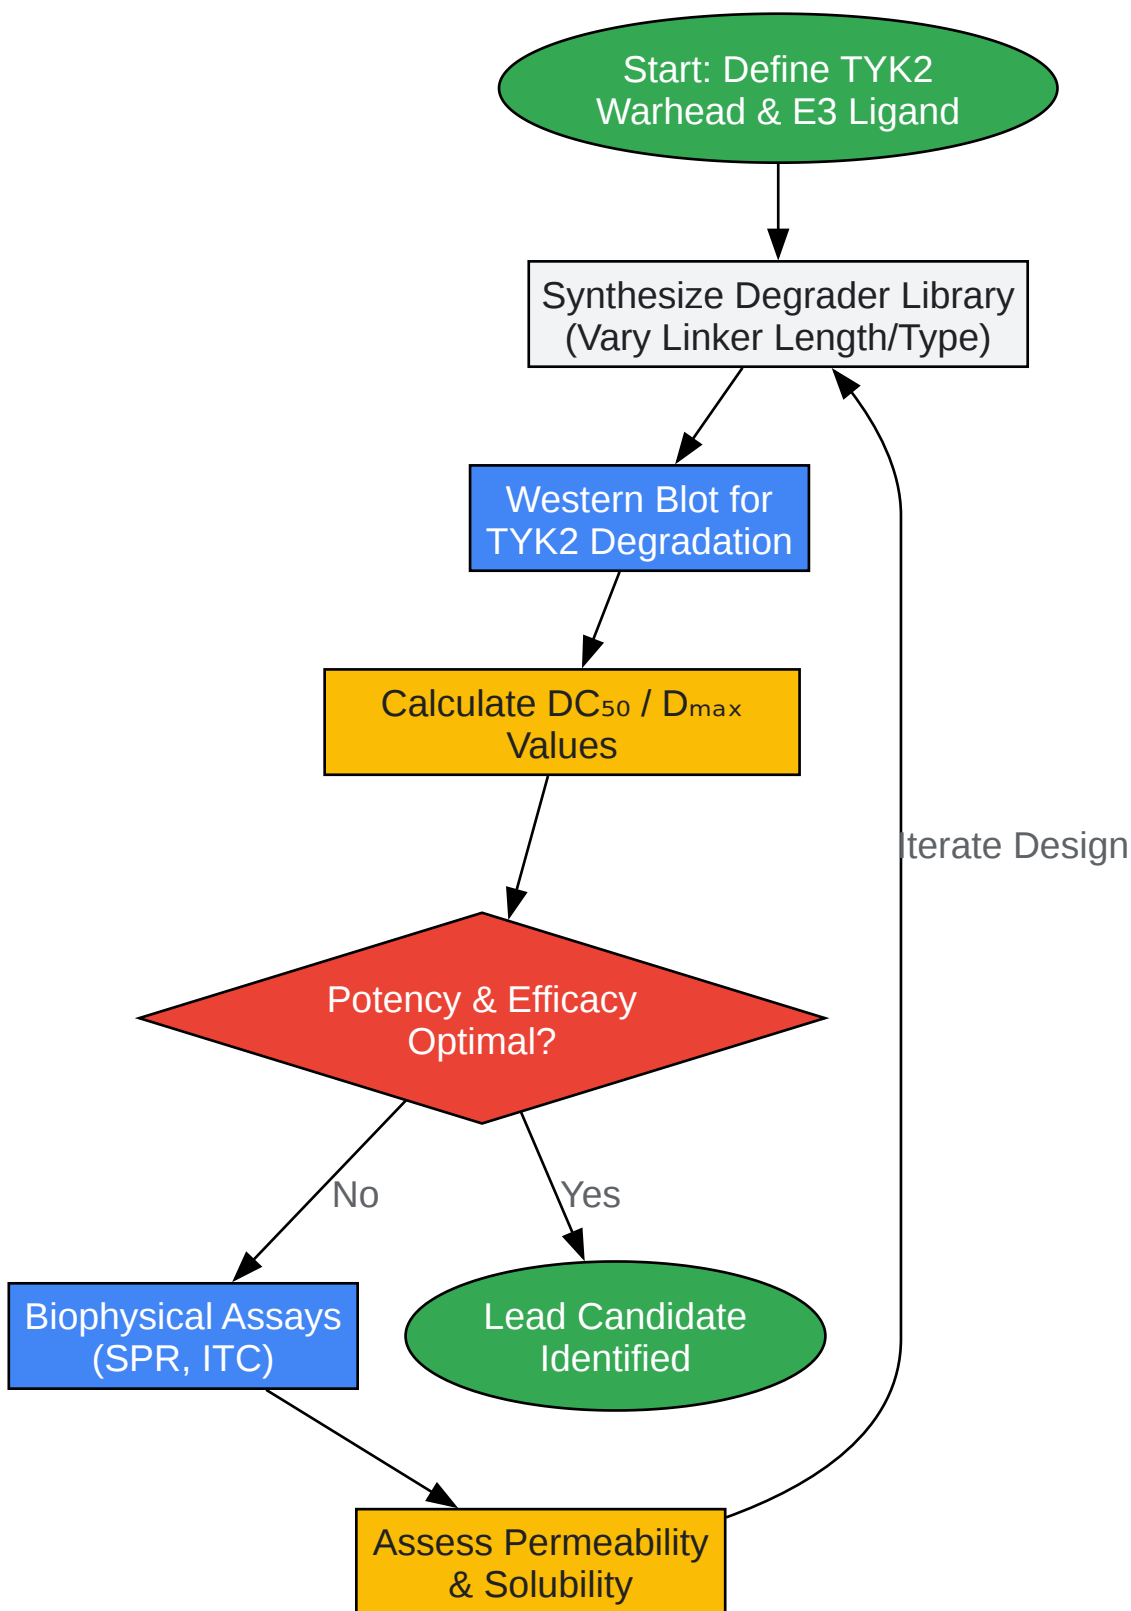 Start: Define TYK2
Warhead & E3 Ligand
Synthesize Degrader Library
(Vary Linker Length/Type)
Western Blot for
TYK2 Degradation
Calculate DC₅₀ / Dₘₐₓ
Values
Iterate Design
Potency & Efficacy
Optimal?
No
Yes
Biophysical Assays
(SPR, ITC)
Lead Candidate
Identified
Assess Permeability
& Solubility